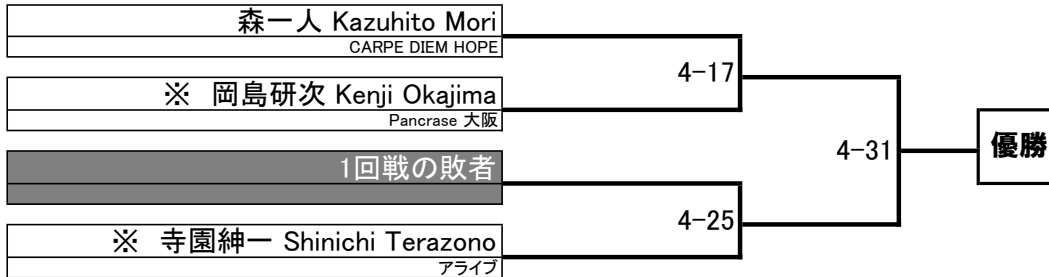 森一人 Kazuhito Mori
CARPE DIEM HOPE
4-17
※ 岡島研次 Kenji Okajima
Pancrase 大阪
4-31
優勝
1回戦の敗者
4-25
※ 寺園紳一 Shinichi Terazono
アライブ